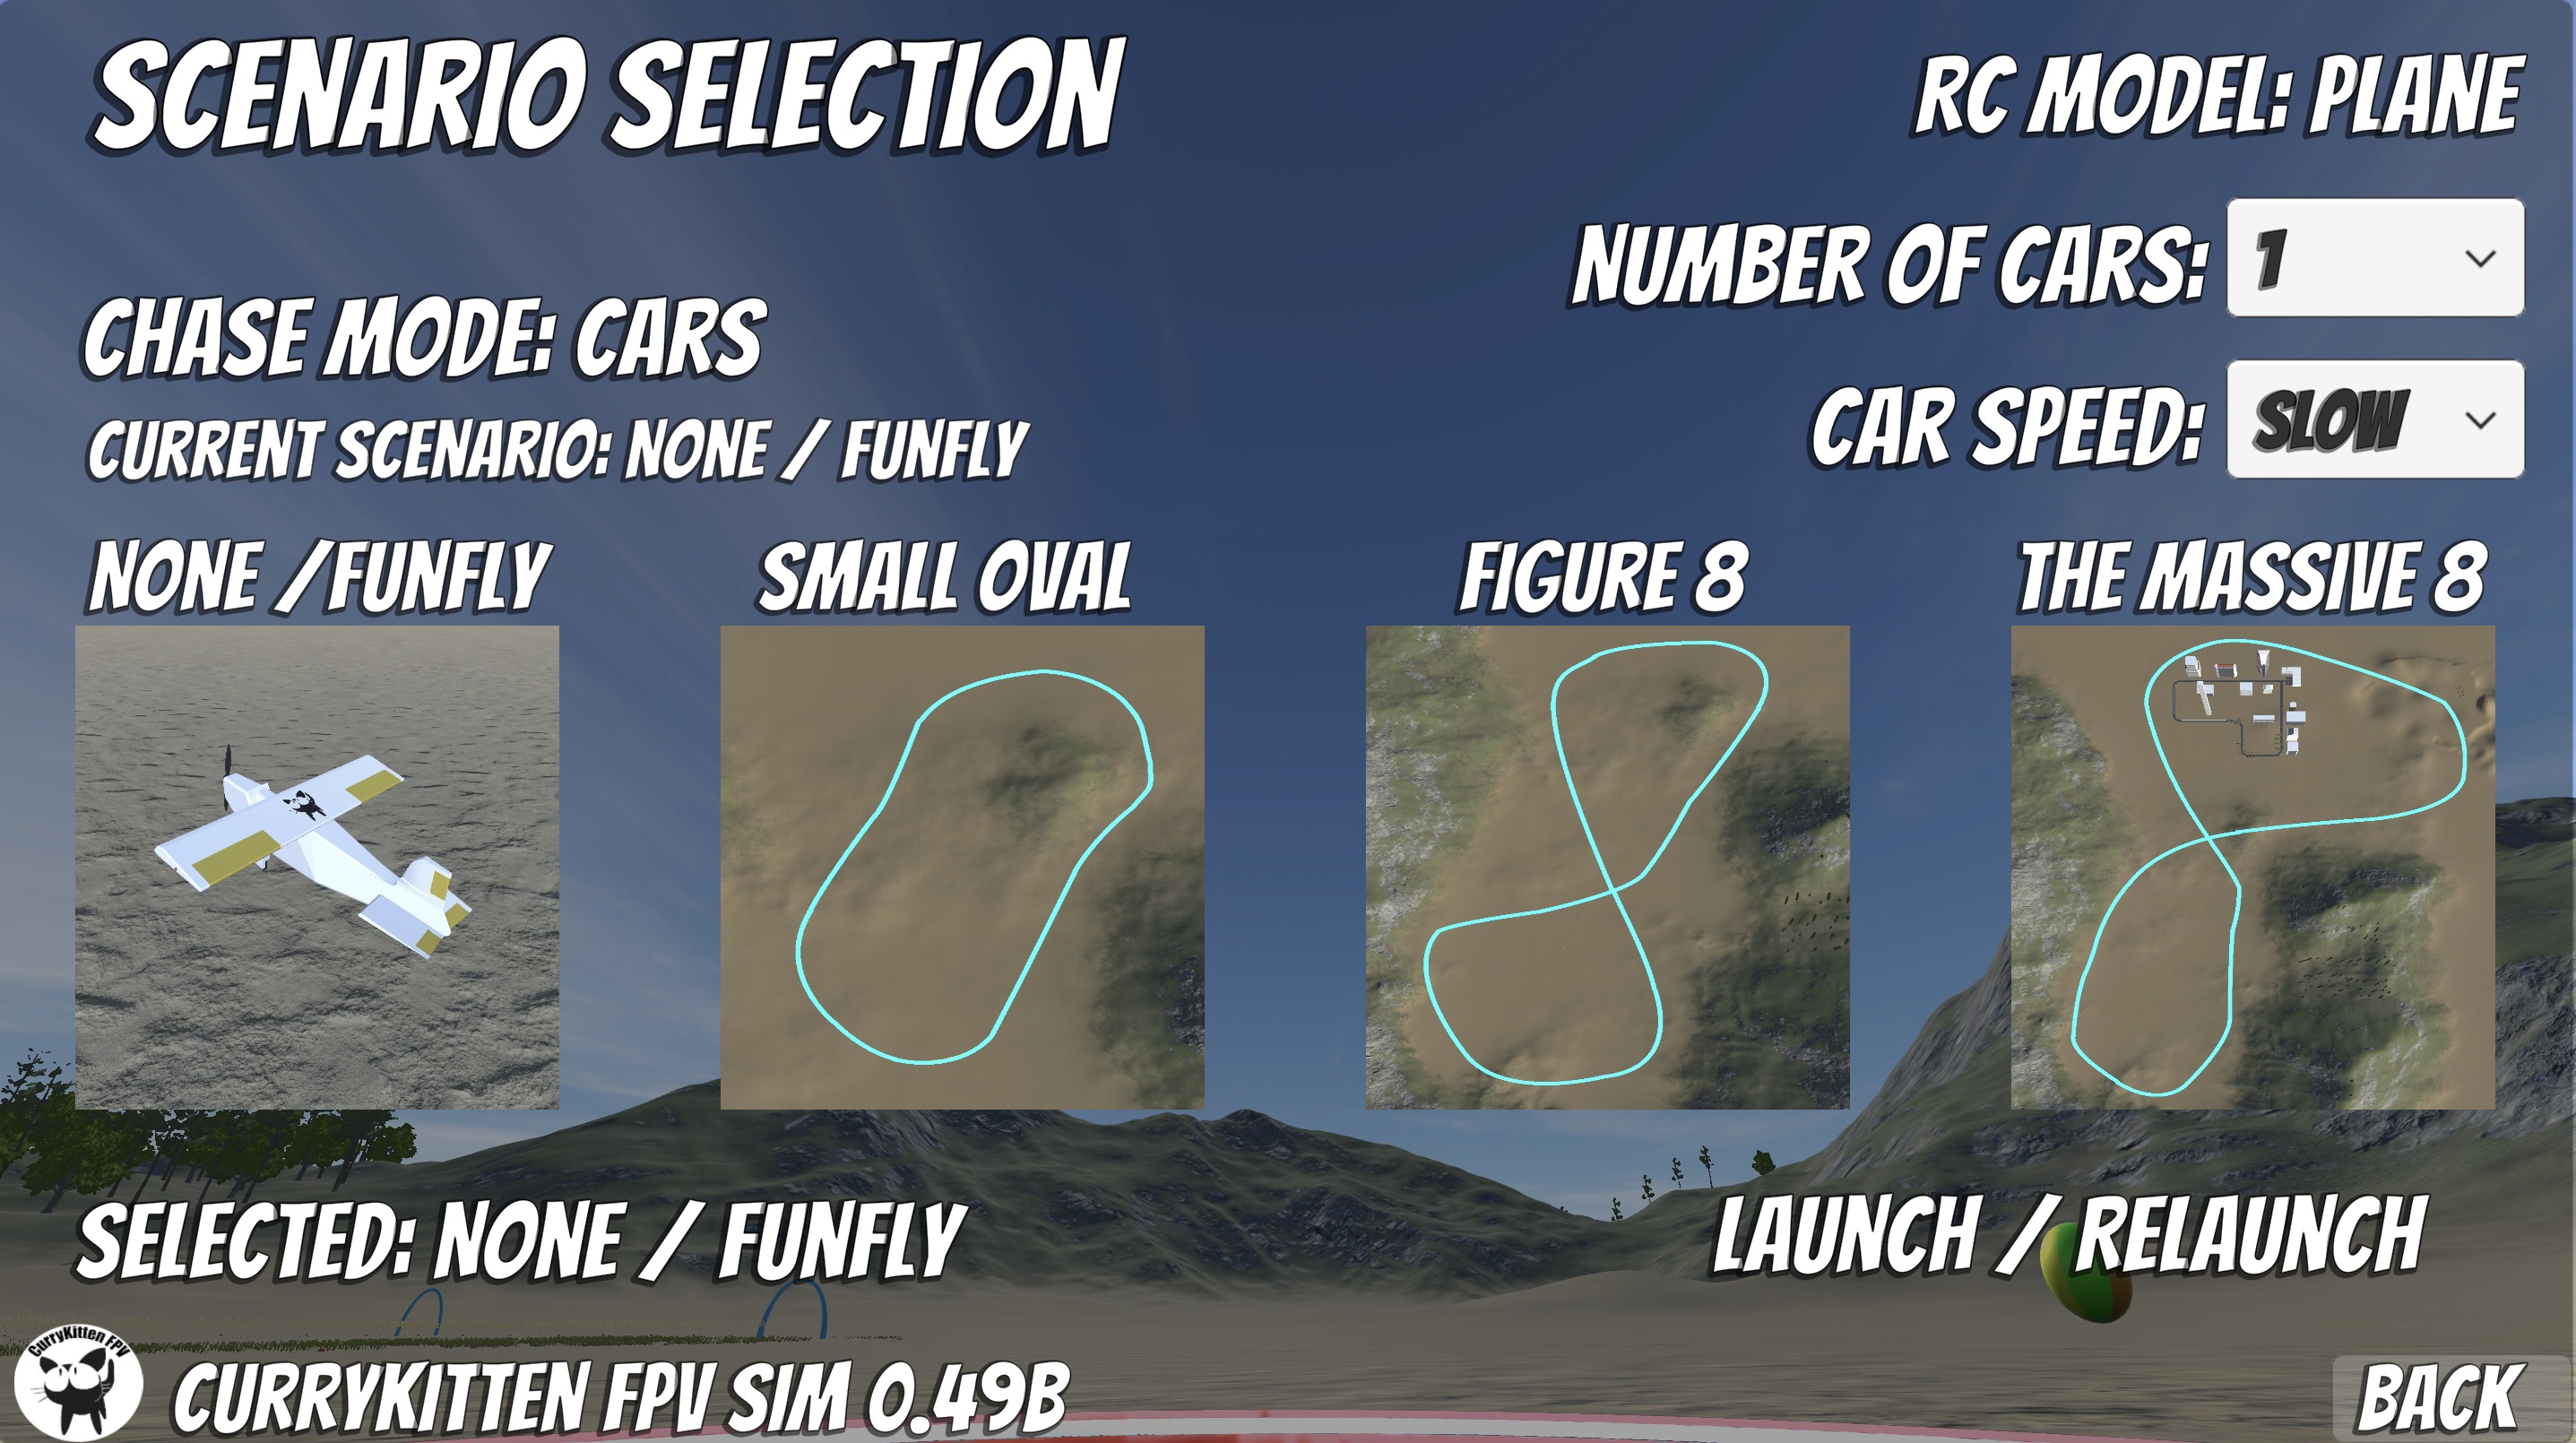 SCENARIO SELECTION
RC MODEL: PLANE
NUMBER OF CARS: 1
CHASE MODE: CARS
CAR SPEED: SLOW
CURRENT SCENARIO: NONE / FUNFLY
NONE /FUNFLY
SMALL OVAL
FIGURE 8
THE MASSIVE 8
SELECTED: NONE / FUNFLY
LAUNCH / RELAUNCH
CurryKitten FPV
CURRYKITTEN FPV SIM 0.49B
BACK